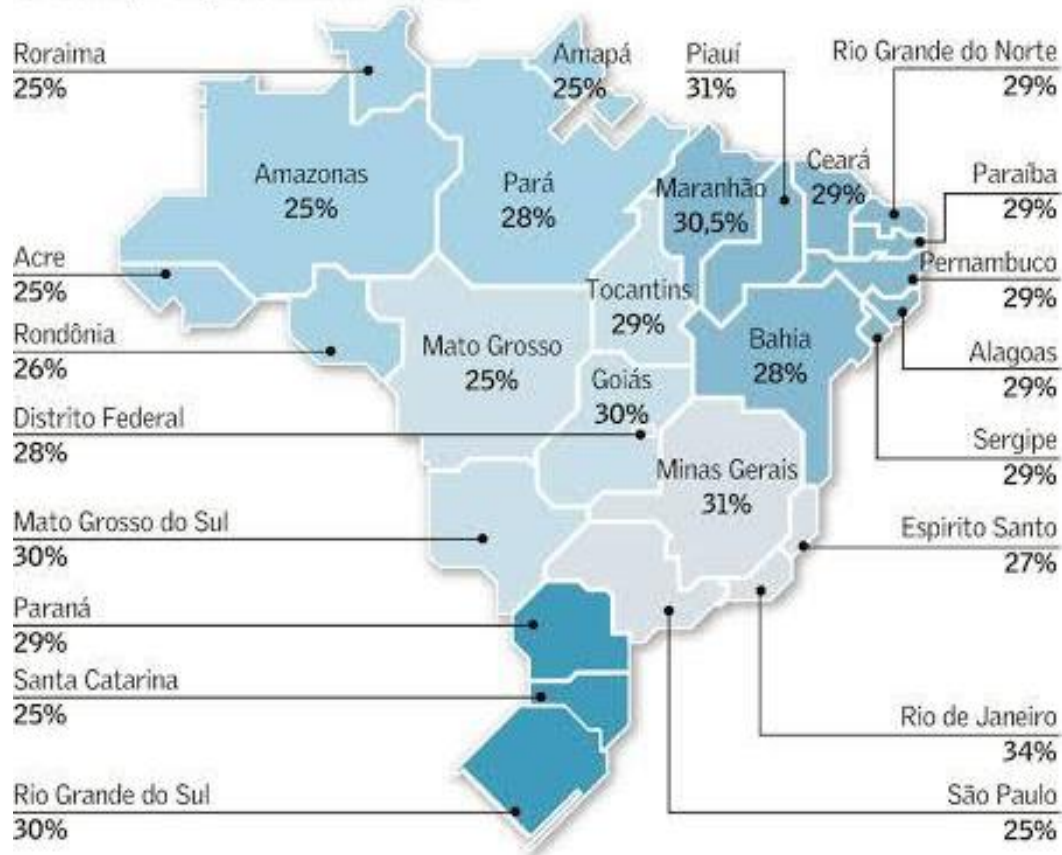 Roraima
25%
Amapá
25%
Piauí
31%
Rio Grande do Norte
29%
Amazonas
25%
Pará
28%
Maranhão
30,5%
Ceará
29%
Paraíba
29%
Acre
25%
Pernambuco
29%
Tocantins
29%
Rondônia
26%
Mato Grosso
25%
Bahia
28%
Alagoas
29%
Goiás
30%
Distrito Federal
28%
Sergipe
29%
Minas Gerais
31%
Mato Grosso do Sul
30%
Espirito Santo
27%
Paraná
29%
Santa Catarina
25%
Rio de Janeiro
34%
Rio Grande do Sul
30%
São Paulo
25%